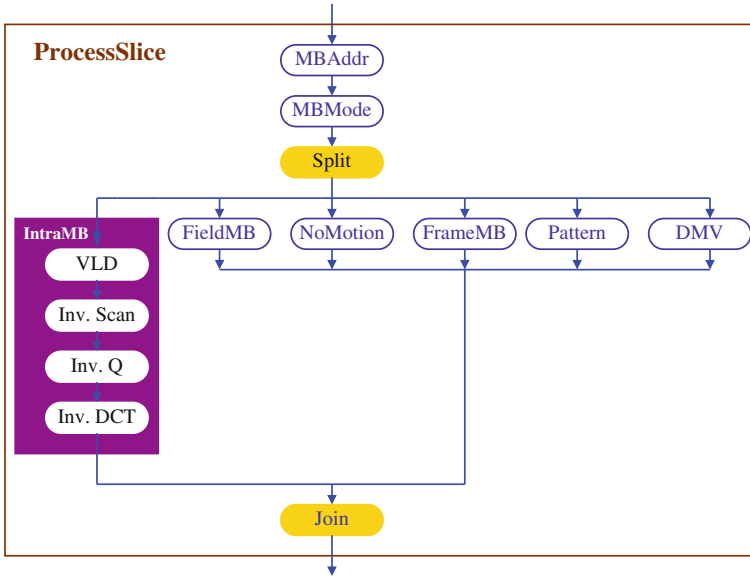 ProcessSlice
MBAddr
MBMode
Split
IntraMB
FieldMB
NoMotion
FrameMB
Pattern
DMV
VLD
Inv. Scan
Inv. Q
Inv. DCT
Join